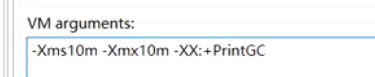 VM arguments:
-Xms10m -Xmx10m -XX:+PrintGC